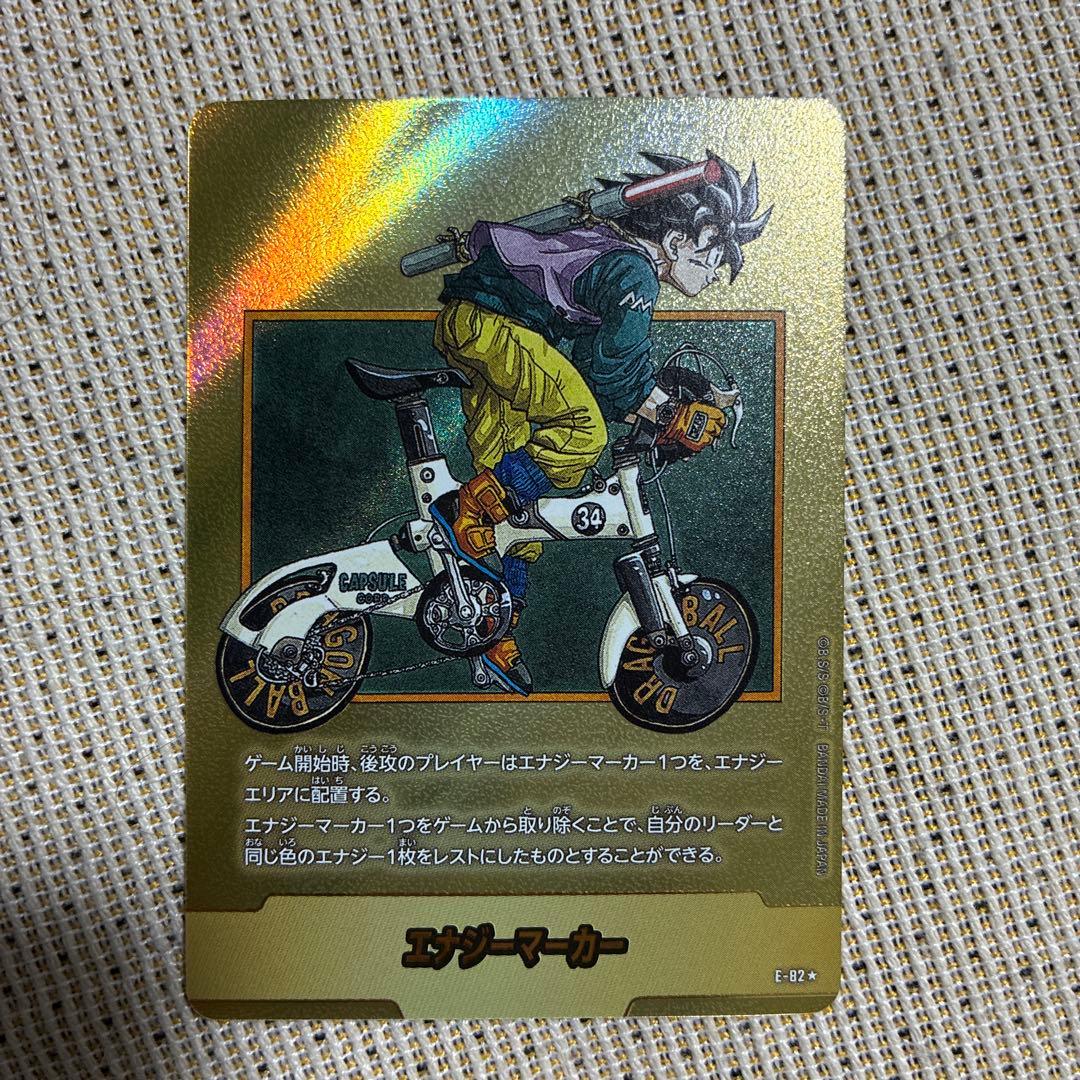 34
CAPSULE
CORP.
DRAGON BALL
DRAGON BALL
ゲーム開始時、後攻のプレイヤーはエナジーマーカー1つを、エナジー
エリアに配置する。
エナジーマーカー1つをゲームから取り除くことで、自分のリーダーと
同じ色のエナジー1枚をレストにしたものとすることができる。
エナジーマーカー
E-82★
©B/S/S ©B/S・T BANDAI MADE IN JAPAN